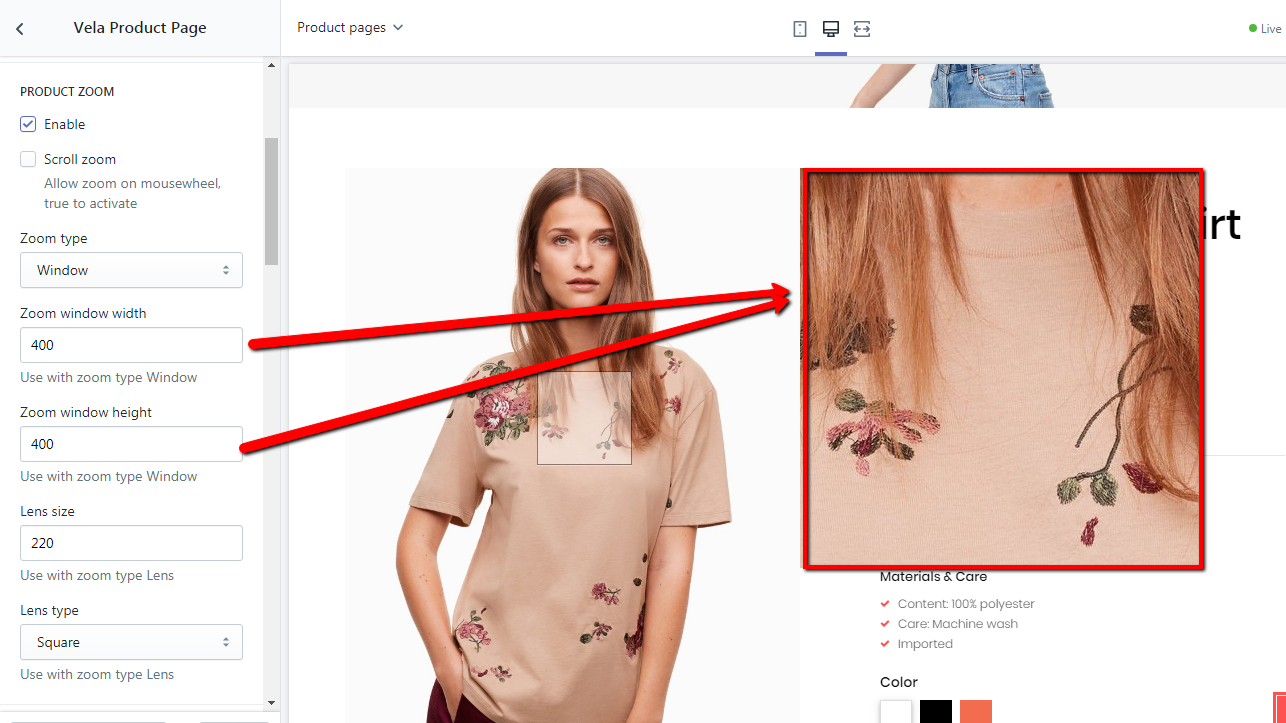 Vela Product Page
Product pages
Live
PRODUCT ZOOM
Enable
Scroll zoom
Allow zoom on mousewheel,
true to activate
Zoom type
Window
Zoom window width
400
Use with zoom type Window
Zoom window height
400
Use with zoom type Window
Lens size
220
Use with zoom type Lens
Lens type
Square
Use with zoom type Lens
irt
Materials & Care
Content: 100% polyester
Care: Machine wash
Imported
Color